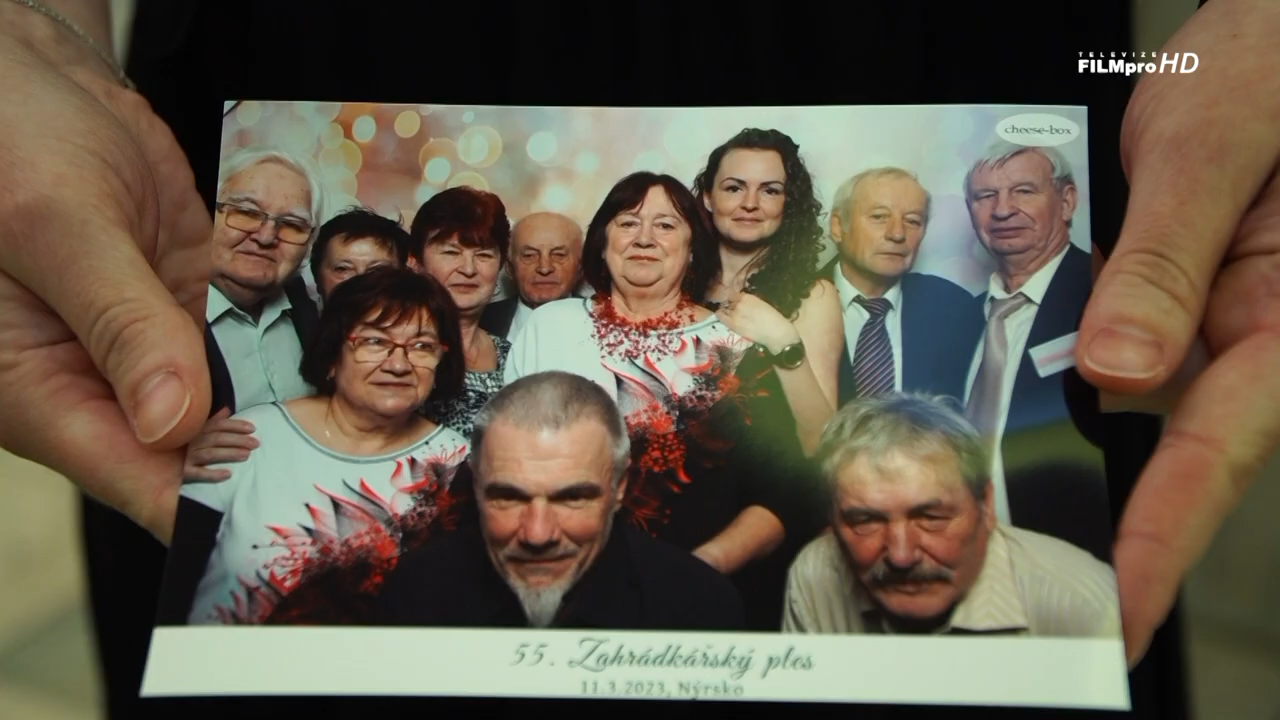 TELEVIZE
FILMpro HD
cheese-box
55. Zahrádkářský ples
11.3.2023, Nýrsko